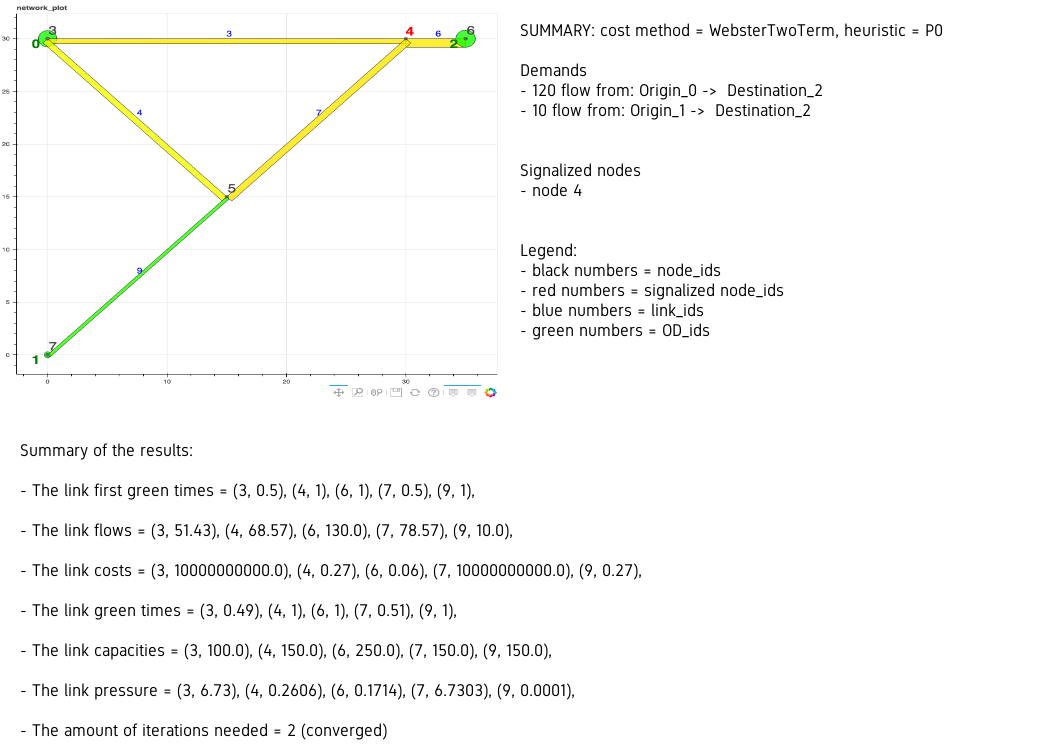 network_plot
SUMMARY: cost method = WebsterTwoTerm, heuristic = P0
Demands
- 120 flow from: Origin_0 -> Destination_2
- 10 flow from: Origin_1 -> Destination_2
Signalized nodes
- node 4
Legend:
- black numbers = node_ids
- red numbers = signalized node_ids
- blue numbers = link_ids
- green numbers = OD_ids
30
25
20
15
10
5
0
0
10
20
30
0
3
3
4
6
2
6
4
7
5
9
7
1
Summary of the results:
- The link first green times = (3, 0.5), (4, 1), (6, 1), (7, 0.5), (9, 1),
- The link flows = (3, 51.43), (4, 68.57), (6, 130.0), (7, 78.57), (9, 10.0),
- The link costs = (3, 10000000000.0), (4, 0.27), (6, 0.06), (7, 10000000000.0), (9, 0.27),
- The link green times = (3, 0.49), (4, 1), (6, 1), (7, 0.51), (9, 1),
- The link capacities = (3, 100.0), (4, 150.0), (6, 250.0), (7, 150.0), (9, 150.0),
- The link pressure = (3, 6.73), (4, 0.2606), (6, 0.1714), (7, 6.7303), (9, 0.0001),
- The amount of iterations needed = 2 (converged)